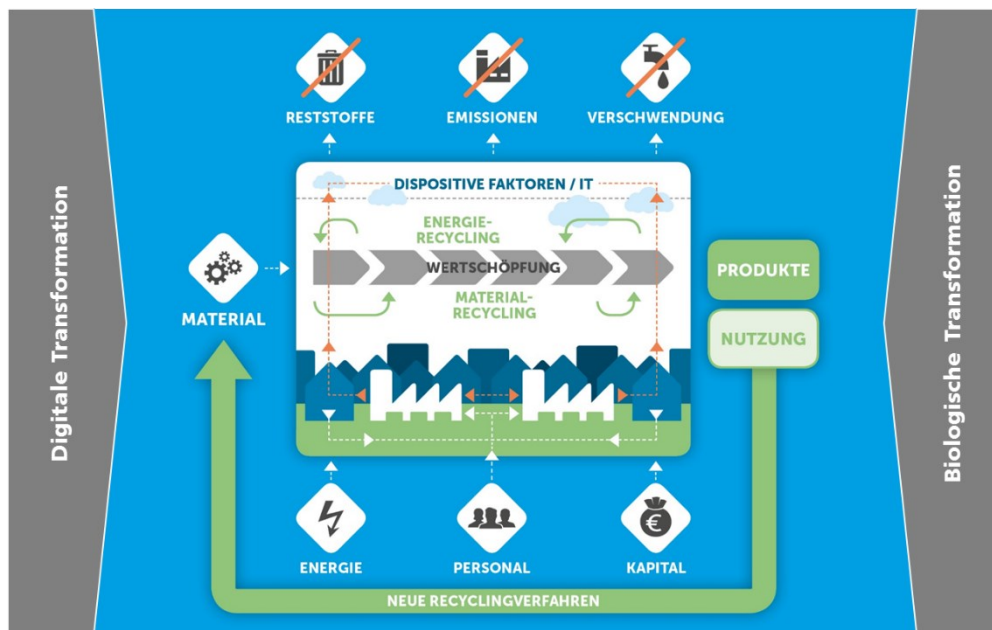 Digitale Transformation
RESTSTOFFE
EMISSIONEN
VERSCHWENDUNG
DISPOSITIVE FAKTOREN / IT
ENERGIE-
RECYCLING
WERTSCHÖPFUNG
MATERIAL-
RECYCLING
MATERIAL
PRODUKTE
NUTZUNG
ENERGIE
PERSONAL
€
KAPITAL
NEUE RECYCLINGVERFAHREN
Biologische Transformation